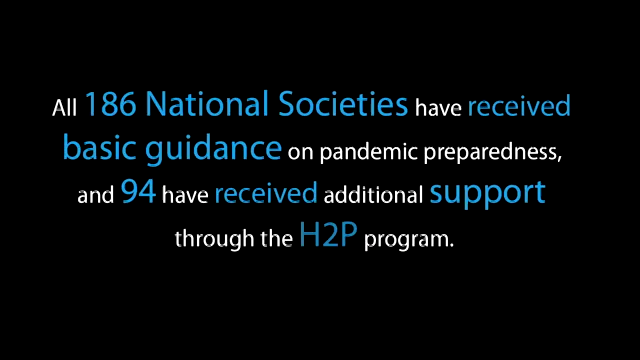 All 186 National Societies have received
basic guidance on pandemic preparedness,
and 94 have received additional support
through the H2P program.